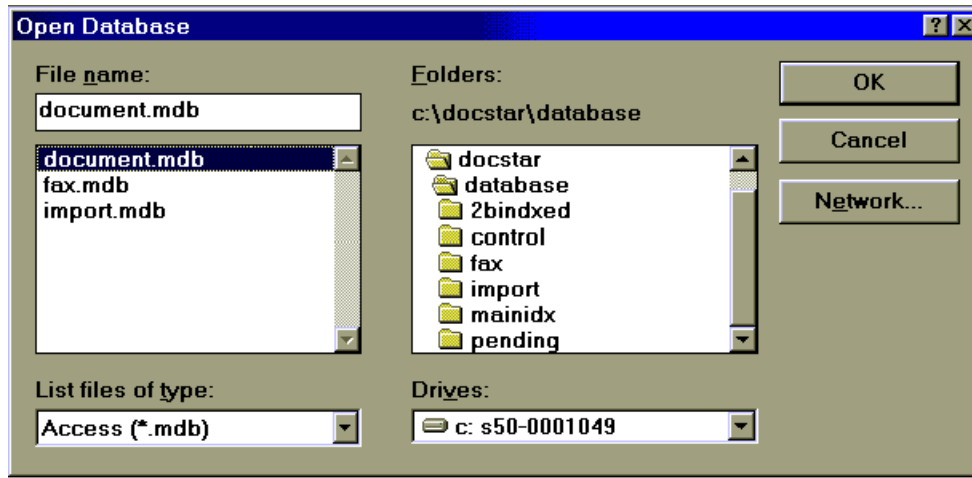 Open Database
File name:
document.mdb
document.mdb
fax.mdb
import.mdb
List files of type:
Access (*.mdb)
Folders:
c:\docstar\database
docstar
database
2bindxed
control
fax
import
mainidx
pending
Drives:
c: s50-0001049
OK
Cancel
Network...